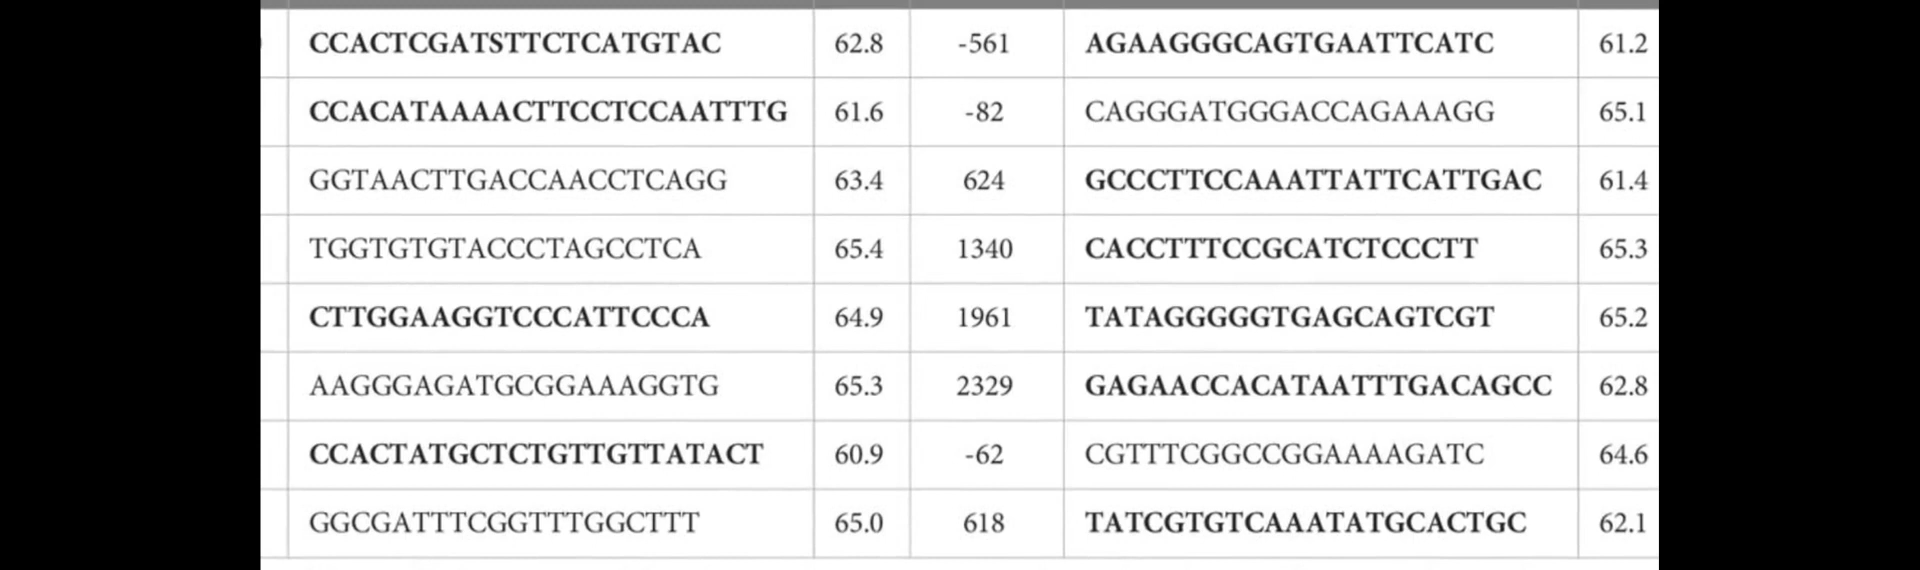 CCACTCGATSTTCTCATGTAC 62.8 -561 AGAAGGGCAGTGAATTCATC 61.2
CCACATAAAACTTCCTCCAATTTG 61.6 -82 CAGGGATGGGACCAGAAAGG 65.1
GGTAACTTGACCAACCTCAGG 63.4 624 GCCCTTCCAAATTATTCATTGAC 61.4
TGGTGTGTACCCTAGCCTCA 65.4 1340 CACCTTTCCGCATCTCCCTT 65.3
CTTGGAAGGTCCCATTCCCA 64.9 1961 TATAGGGGGTGAGCAGTCGT 65.2
AAGGGAGATGCGGAAAGGTG 65.3 2329 GAGAACCACATAATTTGACAGCC 62.8
CCACTATGCTCTGTTGTTATACT 60.9 -62 CGTTTCGGCCGGAAAAGATC 64.6
GGCGATTTCGGTTTGGCTTT 65.0 618 TATCGTGTCAAATATGCACTGC 62.1